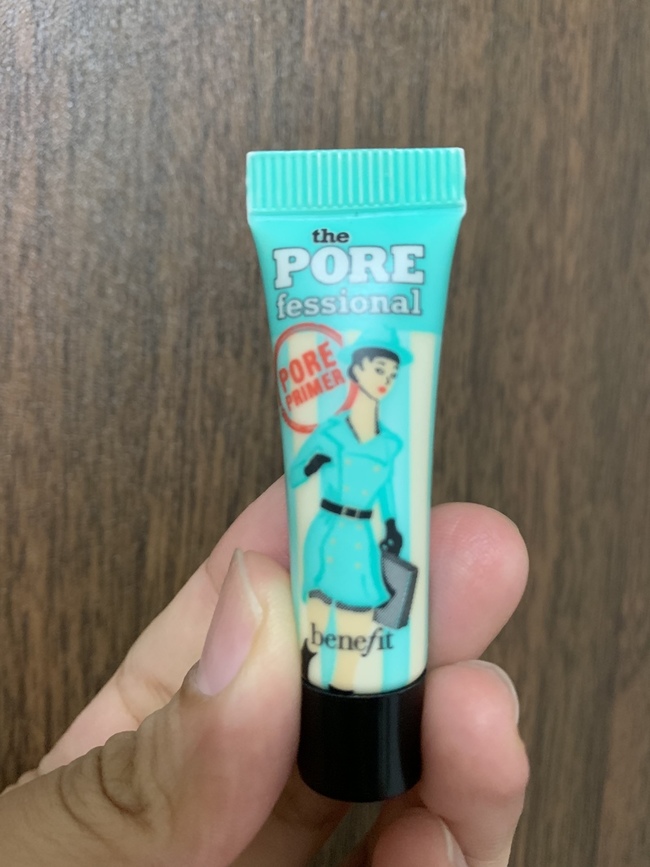 the
PORE
fessional
PORE
PRIMER
benefit